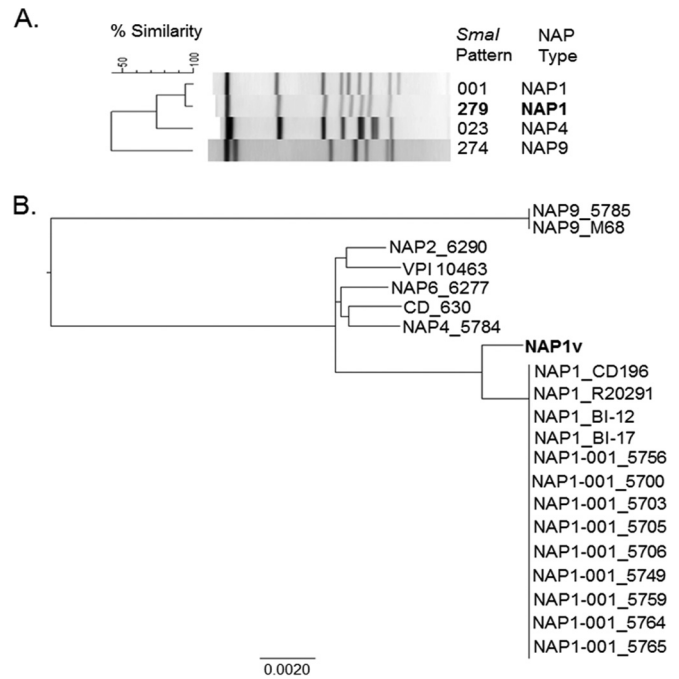 A.
% Similarity
50
100
SmaI Pattern
NAP Type
001 NAP1
279 NAP1
023 NAP4
274 NAP9
B.
NAP9_5785
NAP9_M68
NAP2_6290
VPI 10463
NAP6_6277
CD_630
NAP4_5784
NAP1v
NAP1_CD196
NAP1_R20291
NAP1_BI-12
NAP1_BI-17
NAP1-001_5756
NAP1-001_5700
NAP1-001_5703
NAP1-001_5705
NAP1-001_5706
NAP1-001_5749
NAP1-001_5759
NAP1-001_5764
NAP1-001_5765
0.0020